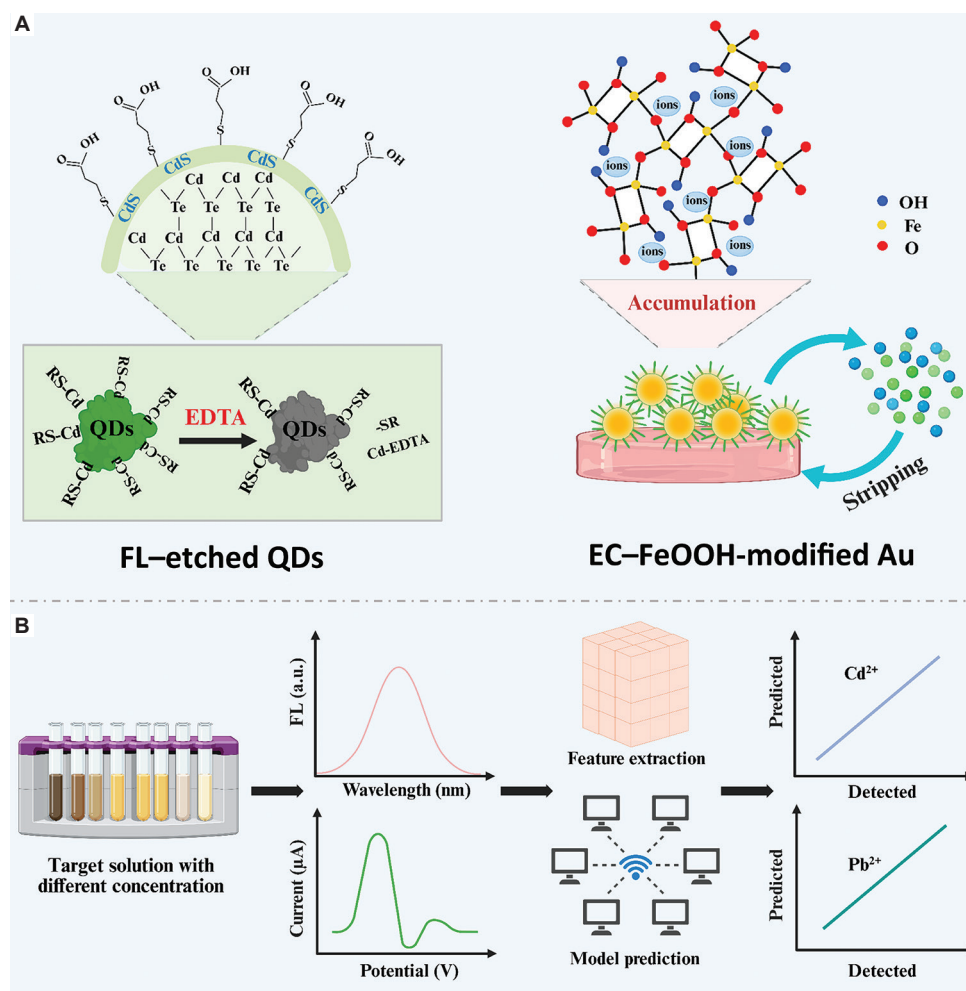 A
O
OH
S
O
OH
S
O
OH
S
O
OH
S
O
OH
S
CdS
CdS
CdS
CdS
Cd Cd Cd
Te Te Te Te
Cd Cd Cd Cd
Te Te Te Te
RS-Cd
RS-Cd
RS-Cd
RS-Cd
RS-Cd
RS-Cd
RS-Cd
QDs
EDTA
RS-Cd
RS-Cd
RS-Cd
RS-Cd
QDs
-SR
Cd-EDTA
FL–etched QDs
ions
ions
ions
ions
ions
ions
ions
OH
Fe
O
Accumulation
Stripping
EC–FeOOH-modified Au
B
Target solution with
different concentration
FL (a.u.)
Wavelength (nm)
Current (μA)
Potential (V)
Feature extraction
Model prediction
Predicted
Cd²⁺
Detected
Predicted
Pb²⁺
Detected